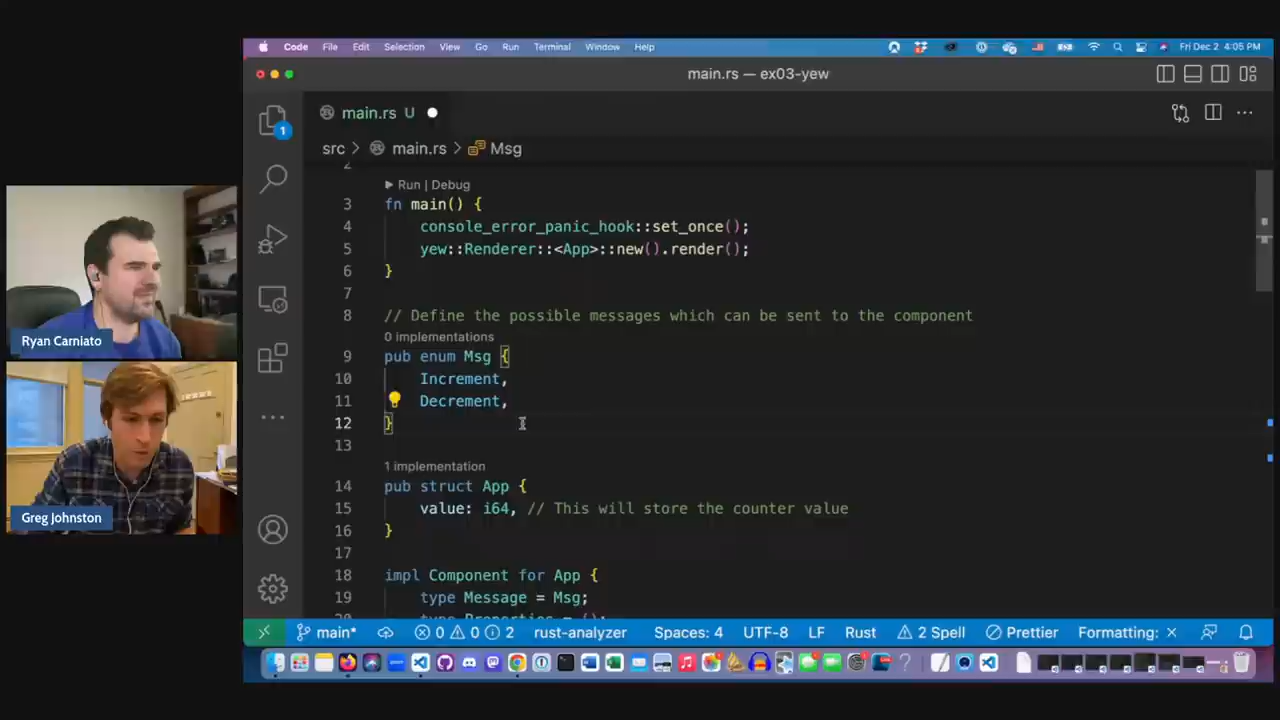 Code File Edit Selection View Go Run Terminal Window Help Fri Dec 2 4:05 PM
main.rs — ex03-yew
main.rs U
src > main.rs > Msg
1
2
Run | Debug
3 fn main() {
4 console_error_panic_hook::set_once();
5 yew::Renderer::<App>::new().render();
6 }
7
8 // Define the possible messages which can be sent to the component
0 implementations
9 pub enum Msg {
10 Increment,
11 Decrement,
12 }
13
1 implementation
14 pub struct App {
15 value: i64, // This will store the counter value
16 }
17
18 impl Component for App {
19 type Message = Msg;
20 type Properties = ();
Ryan Carniato
Greg Johnston
main* 0 0 2 rust-analyzer Spaces: 4 UTF-8 LF Rust 2 Spell Prettier Formatting: ×